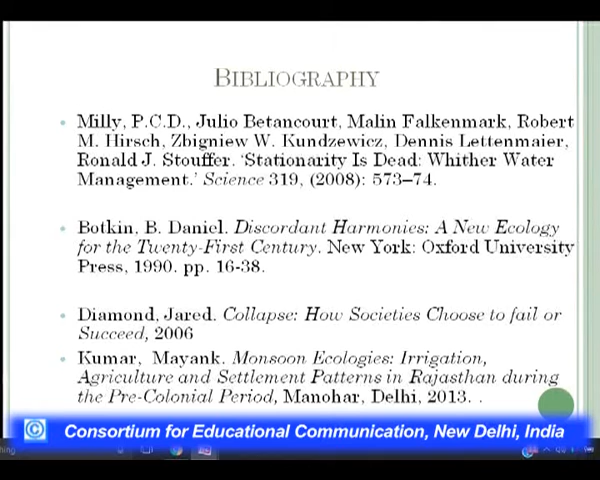 BIBLIOGRAPHY
Milly, P.C.D., Julio Betancourt, Malin Falkenmark, Robert
M. Hirsch, Zbigniew W. Kundzewicz, Dennis Lettenmaier,
Ronald J. Stouffer. 'Stationarity Is Dead: Whither Water
Management.' Science 319, (2008): 573–74.
Botkin, B. Daniel. Discordant Harmonies: A New Ecology
for the Twenty-First Century. New York: Oxford University
Press, 1990. pp. 16-38.
Diamond, Jared. Collapse: How Societies Choose to fail or
Succeed, 2006
Kumar, Mayank. Monsoon Ecologies: Irrigation,
Agriculture and Settlement Patterns in Rajasthan during
the Pre-Colonial Period, Manohar, Delhi, 2013. .
© Consortium for Educational Communication, New Delhi, India